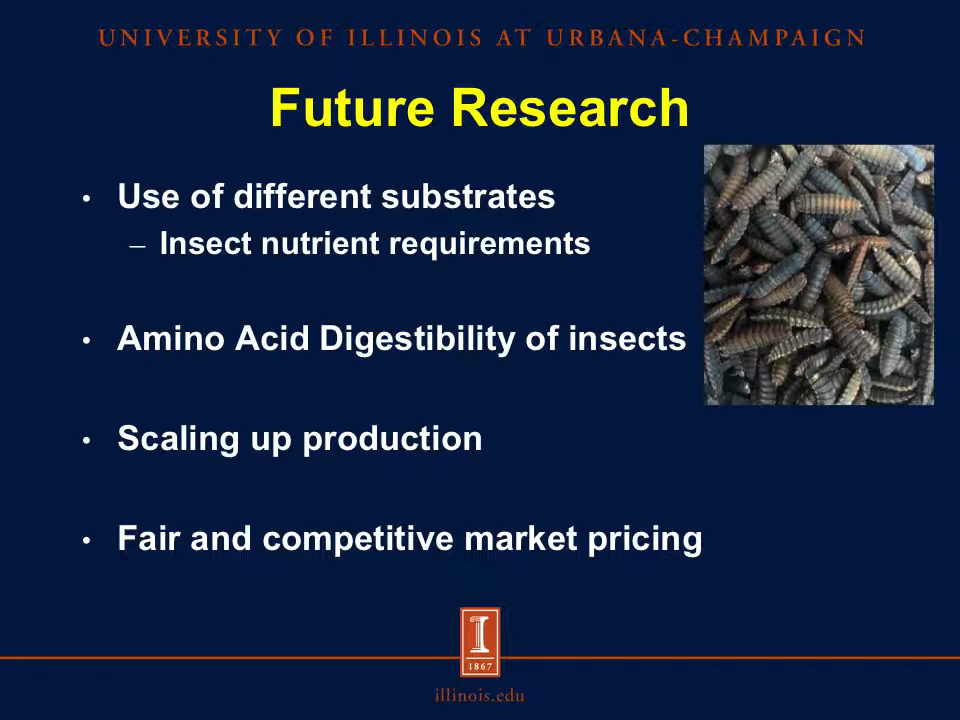 UNIVERSITY OF ILLINOIS AT URBANA-CHAMPAIGN
Future Research
• Use of different substrates
– Insect nutrient requirements
• Amino Acid Digestibility of insects
• Scaling up production
• Fair and competitive market pricing
I
1867
illinois.edu